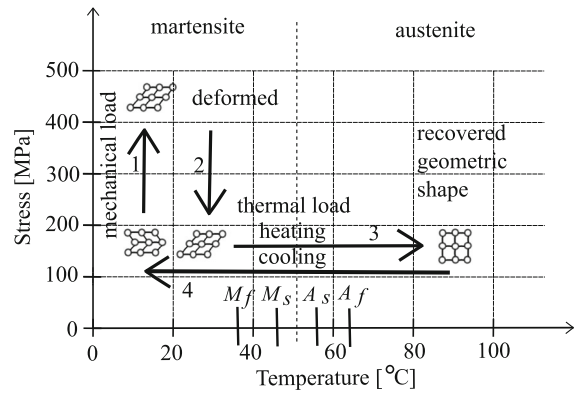 martensite
austenite
500
deformed
400
recovered
geometric
shape
mechanical load
1
2
300
Stress [MPa]
thermal load
200
heating
3
cooling
100
4
Mf
Ms
As
Af
0
0
20
40
60
80
100
Temperature [°C]